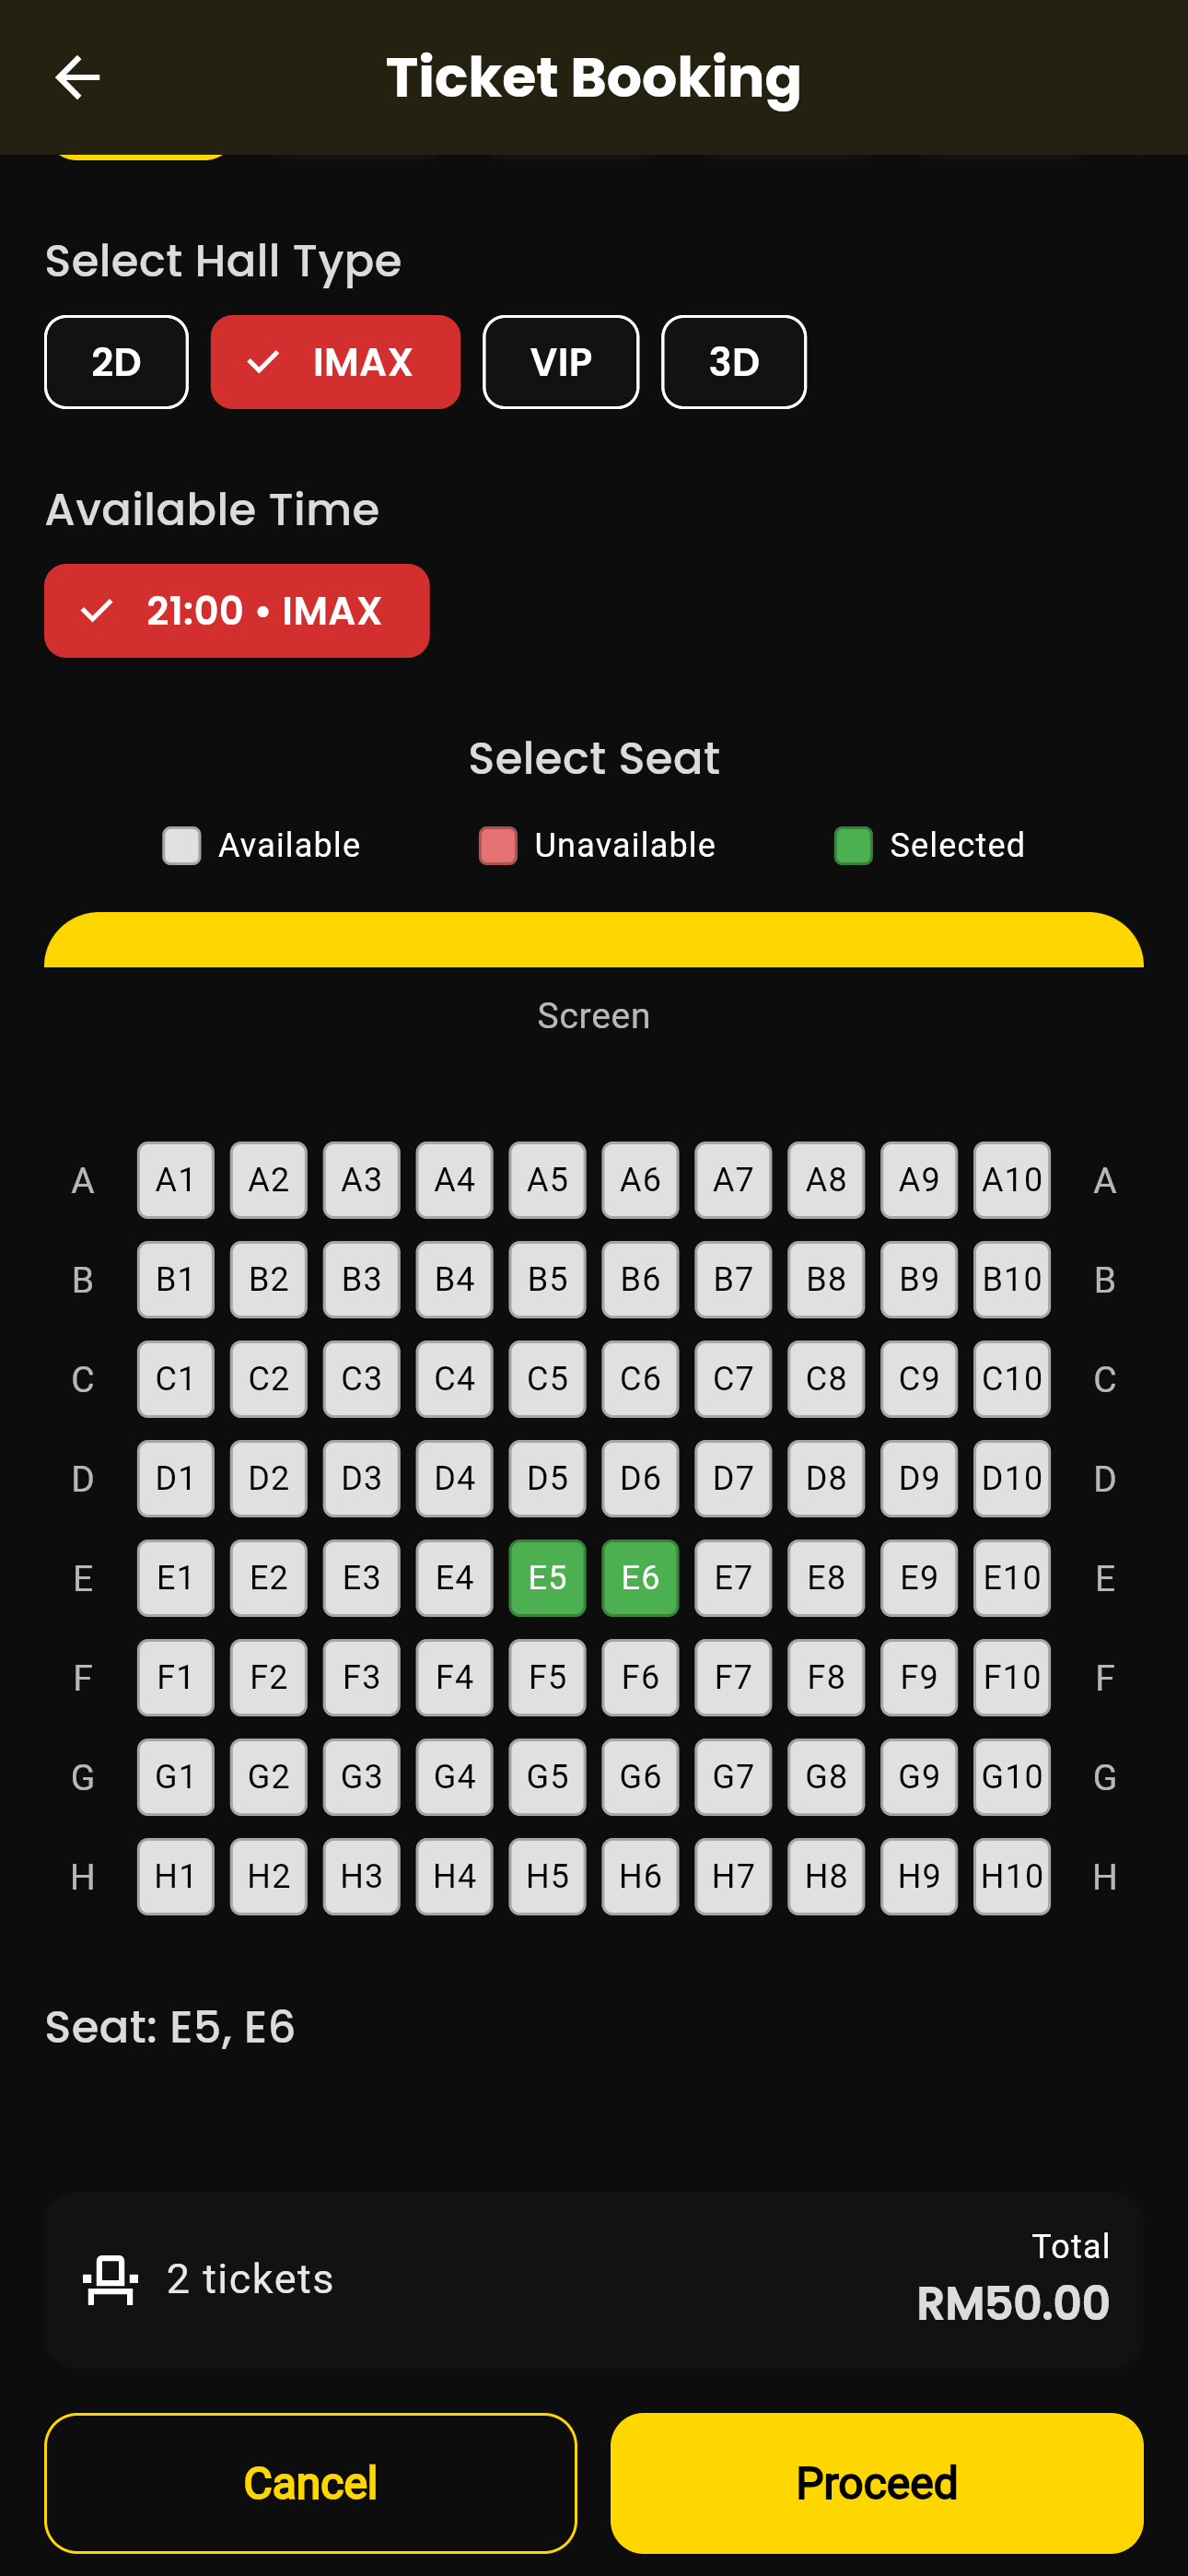 Ticket Booking
Select Hall Type
2D IMAX VIP 3D
Available Time
21:00 • IMAX
Select Seat
Available Unavailable Selected
Screen
A A1 A2 A3 A4 A5 A6 A7 A8 A9 A10 A
B B1 B2 B3 B4 B5 B6 B7 B8 B9 B10 B
C C1 C2 C3 C4 C5 C6 C7 C8 C9 C10 C
D D1 D2 D3 D4 D5 D6 D7 D8 D9 D10 D
E E1 E2 E3 E4 E5 E6 E7 E8 E9 E10 E
F F1 F2 F3 F4 F5 F6 F7 F8 F9 F10 F
G G1 G2 G3 G4 G5 G6 G7 G8 G9 G10 G
H H1 H2 H3 H4 H5 H6 H7 H8 H9 H10 H
Seat: E5, E6
2 tickets
Total
RM50.00
Cancel Proceed